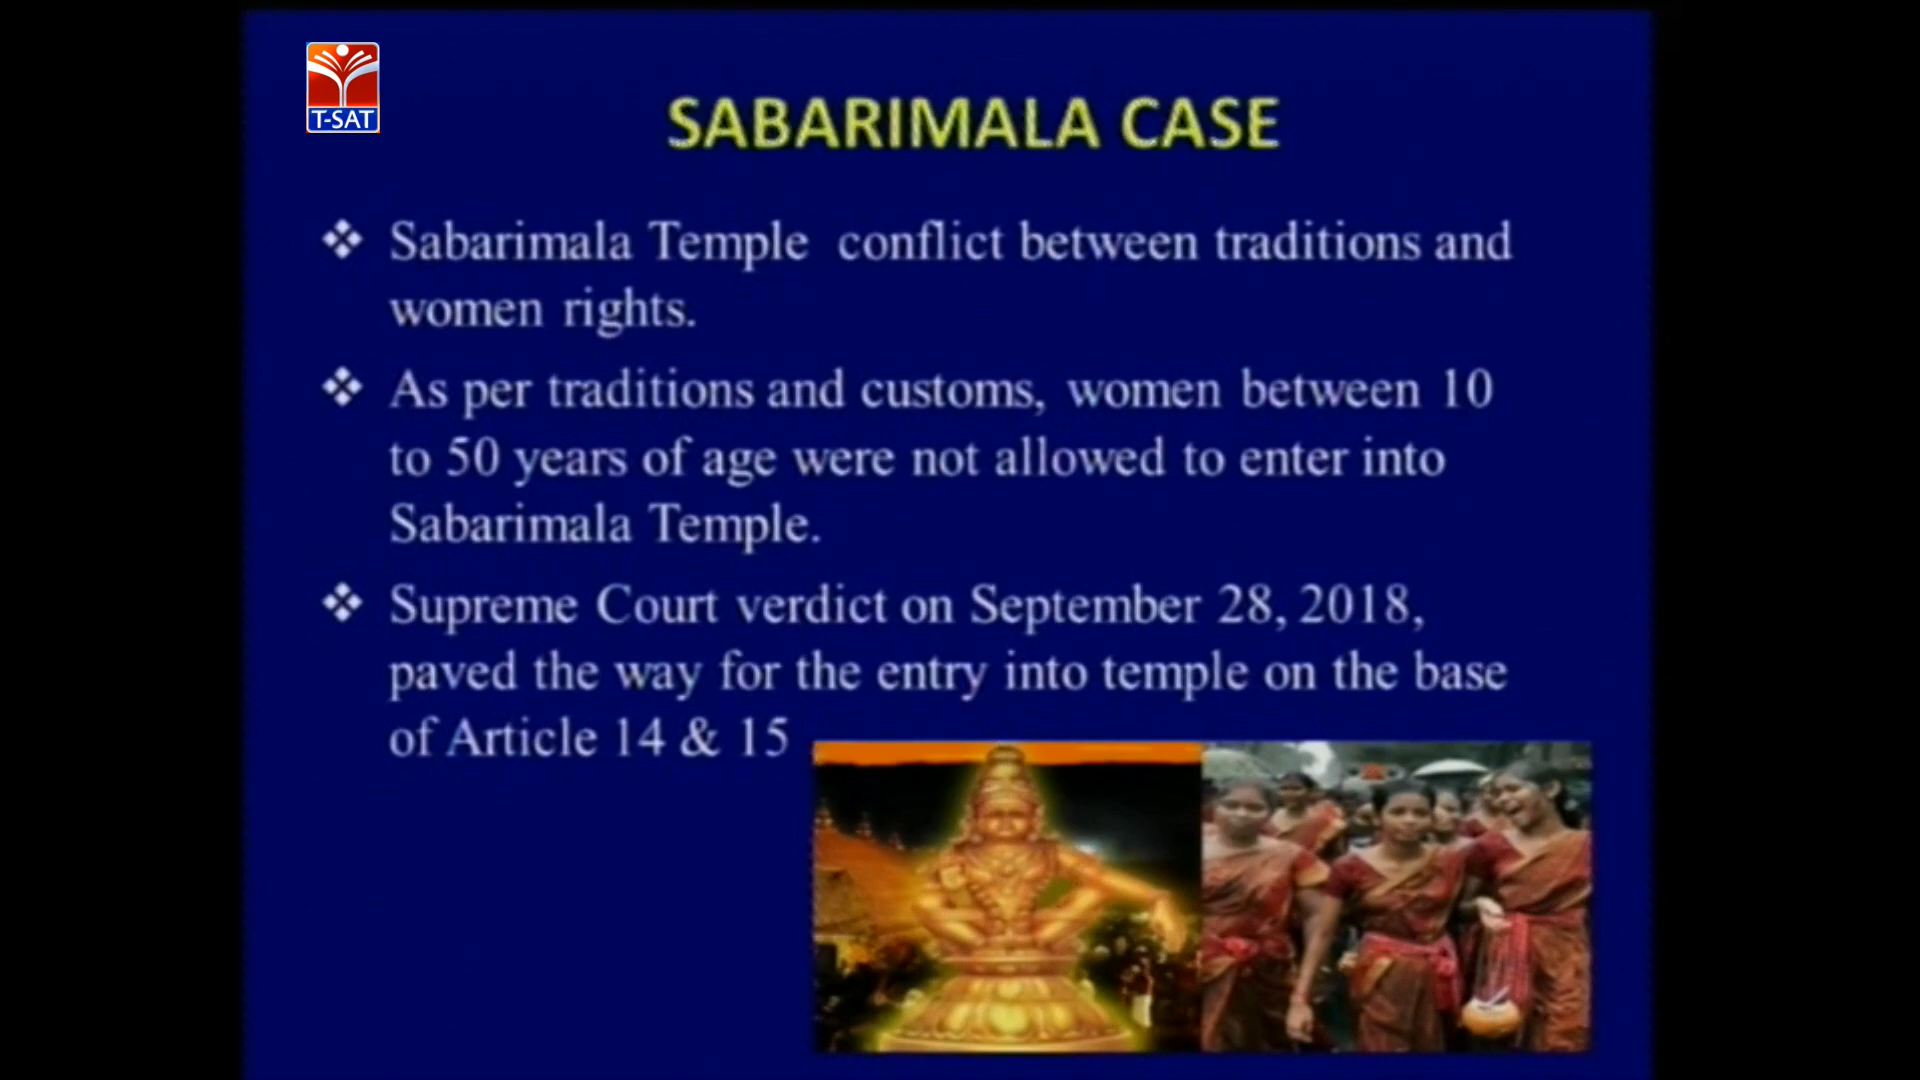 T-SAT
SABARIMALA CASE
❖ Sabarimala Temple conflict between traditions and
women rights.
❖ As per traditions and customs, women between 10
to 50 years of age were not allowed to enter into
Sabarimala Temple.
❖ Supreme Court verdict on September 28, 2018,
paved the way for the entry into temple on the base
of Article 14 & 15